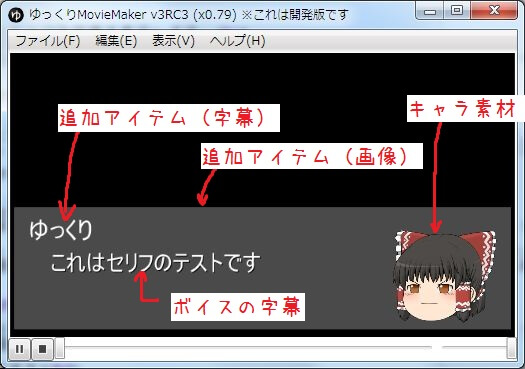 ゆ ゆっくりMovieMaker v3RC3 (x0.79) ※これは開発版です
ファイル(F) 編集(E) 表示(V) ヘルプ(H)
追加アイテム（字幕）
キャラ素材
追加アイテム（画像）
ゆっくり
これはセリフのテストです
ボイスの字幕